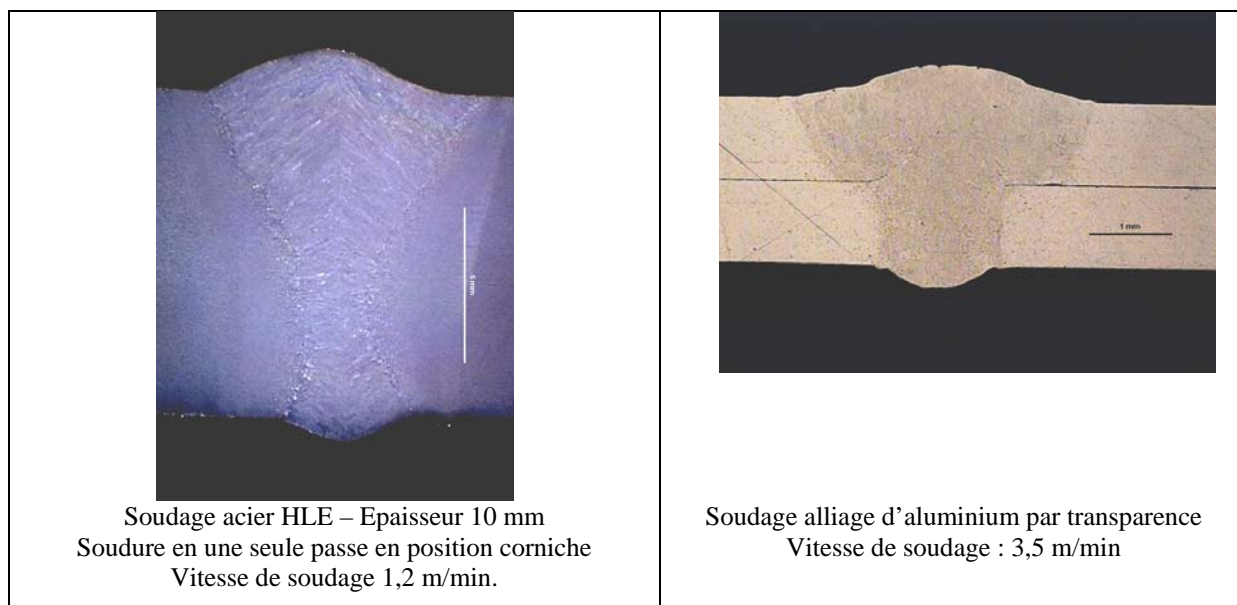 5 mm
1 mm
Soudage acier HLE – Epaisseur 10 mm
Soudure en une seule passe en position corniche
Vitesse de soudage 1,2 m/min.
Soudage alliage d’aluminium par transparence
Vitesse de soudage : 3,5 m/min